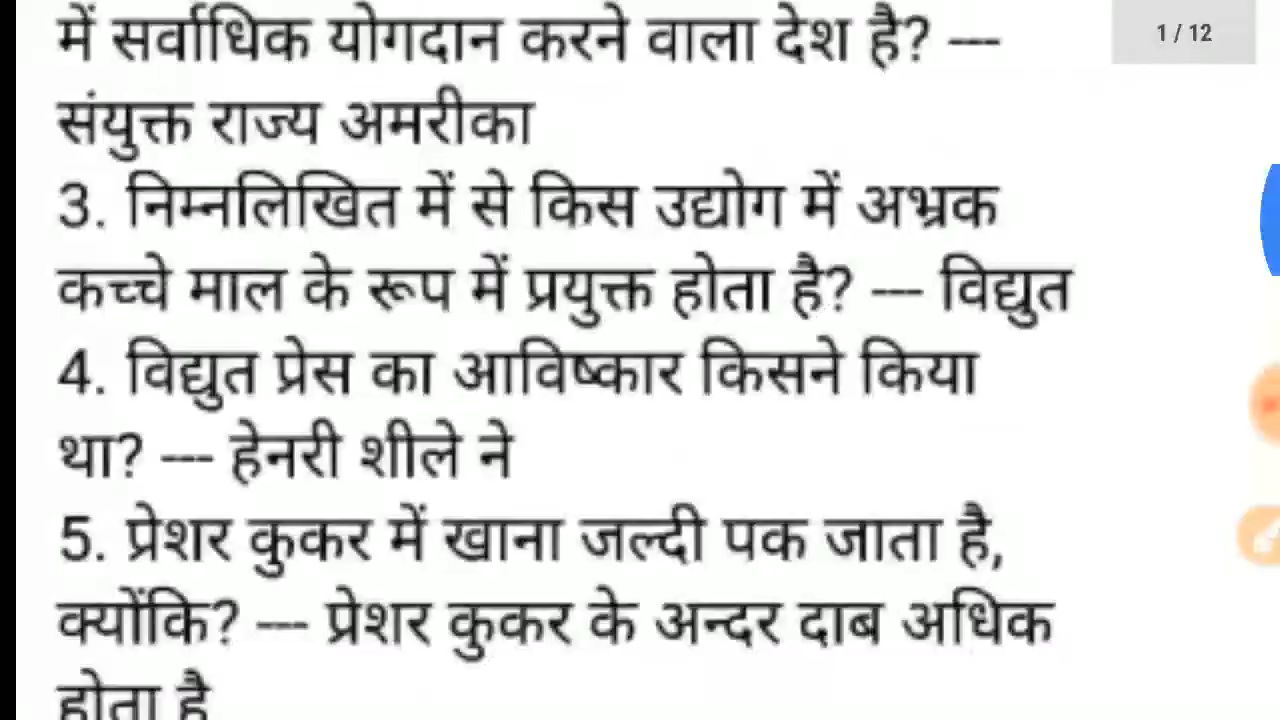 में सर्वाधिक योगदान करने वाला देश है? ---
1 / 12
संयुक्त राज्य अमरीका
3. निम्नलिखित में से किस उद्योग में अभ्रक
कच्चे माल के रूप में प्रयुक्त होता है? --- विद्युत
4. विद्युत प्रेस का आविष्कार किसने किया
था? --- हेनरी शीले ने
5. प्रेशर कुकर में खाना जल्दी पक जाता है,
क्योंकि? --- प्रेशर कुकर के अन्दर दाब अधिक
होता है